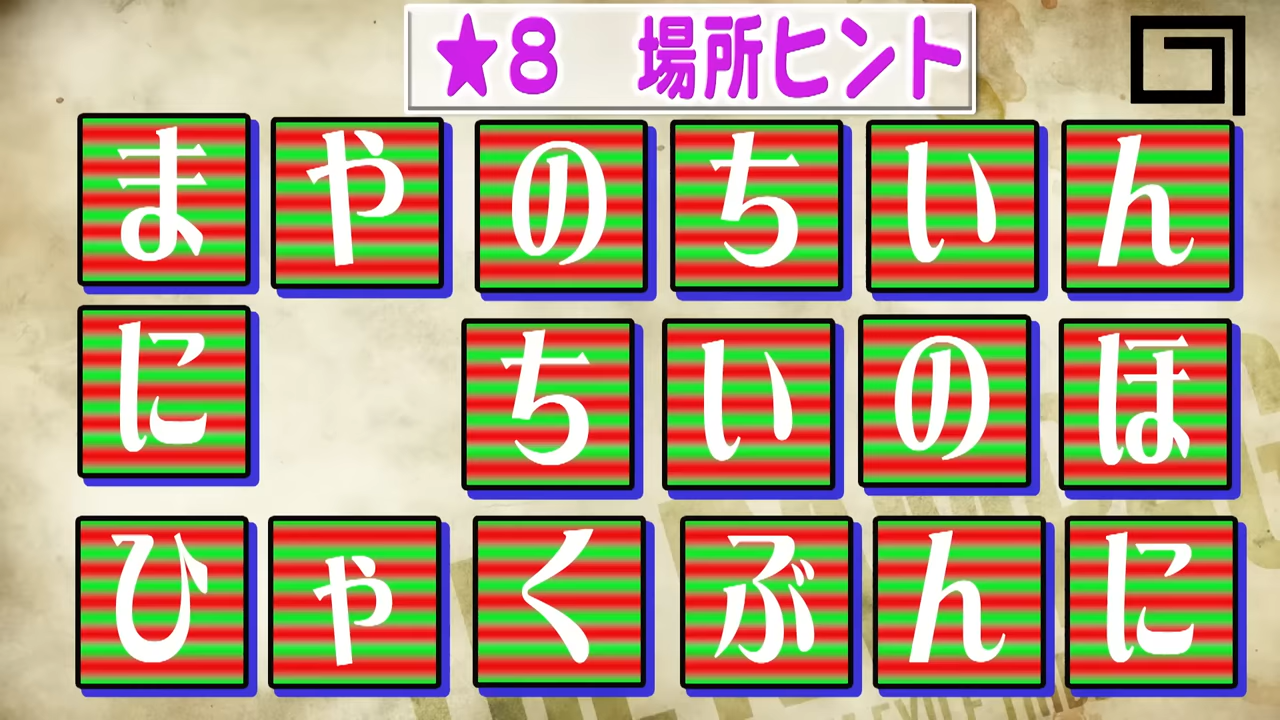 ★8 場所ヒント
まやのちいん
に ちいのほ
ひゃくぶんに